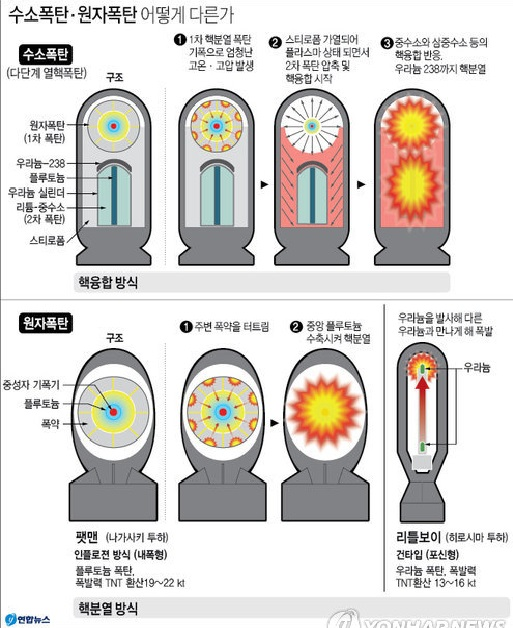 수소폭탄 - 원자폭탄 어떻게 다른가
수소폭탄
(다단계 열핵폭탄)
구조
원자폭탄
(1차 폭탄)
우라늄-238
플루토늄
우라늄 실린더
리튬-중수소
(2차 폭탄)
스티로폼
1 1차 핵분열 폭탄
기폭으로 엄청난
고온·고압 발생
2 스티로폼 가열되어
플라스마 상태 되면서
2차 폭탄 압축 및
핵융합 시작
3 중수소와 삼중수소 등의
핵융합 반응.
우라늄 238까지 핵분열
핵융합 방식
원자폭탄
구조
중성자 기폭기
플루토늄
폭약
1 주변 폭약을 터트림
2 중앙 플루토늄
수축시켜 핵분열
우라늄을 발사해 다른
우라늄과 만나게 해 폭발
우라늄
팻맨 (나가사키 투하)
인플로젼 방식 (내폭형)
플루토늄 폭탄,
폭발력 TNT 환산19~22 kt
리틀보이 (히로시마 투하)
건타입 (포신형)
우라늄 폭탄, 폭발력
TNT환산 13~16 kt
핵분열 방식
연합뉴스
YONHAPNEWS